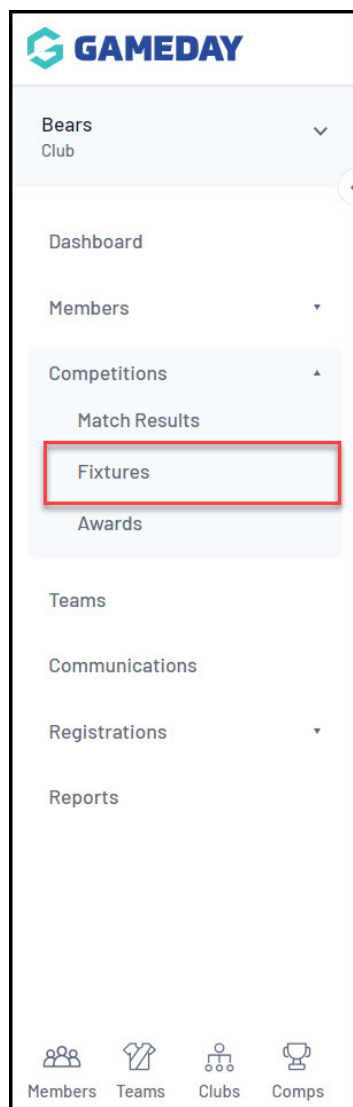 GAMEDAY
Bears
Club
Dashboard
Members
Competitions
Match Results
Fixtures
Awards
Teams
Communications
Registrations
Reports
Members Teams Clubs Comps